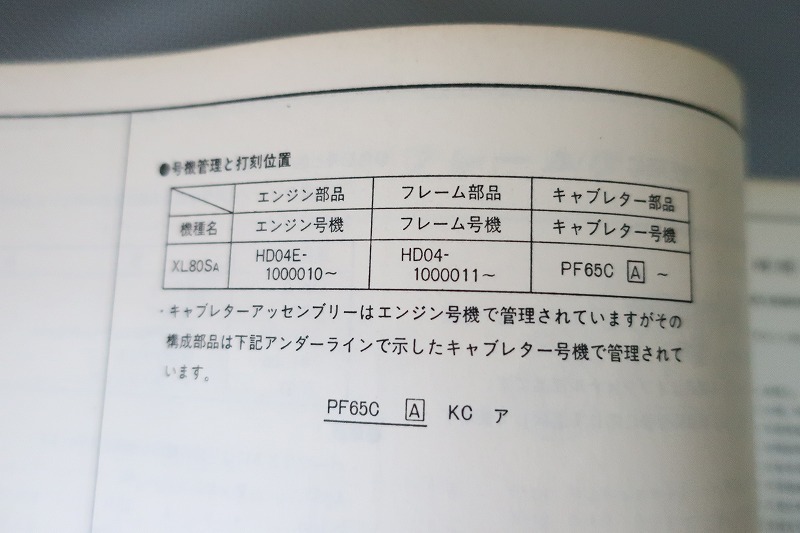 ●号機管理と打刻位置
エンジン部品 フレーム部品 キャブレター部品
機種名 エンジン号機 フレーム号機 キャブレター号機
XL80SA HD04E-1000010～ HD04-1000011～ PF65C A ～
・キャブレターアッセンブリーはエンジン号機で管理されていますがその
構成部品は下記アンダーラインで示したキャブレター号機で管理されて
います。
PF65C A KC ア